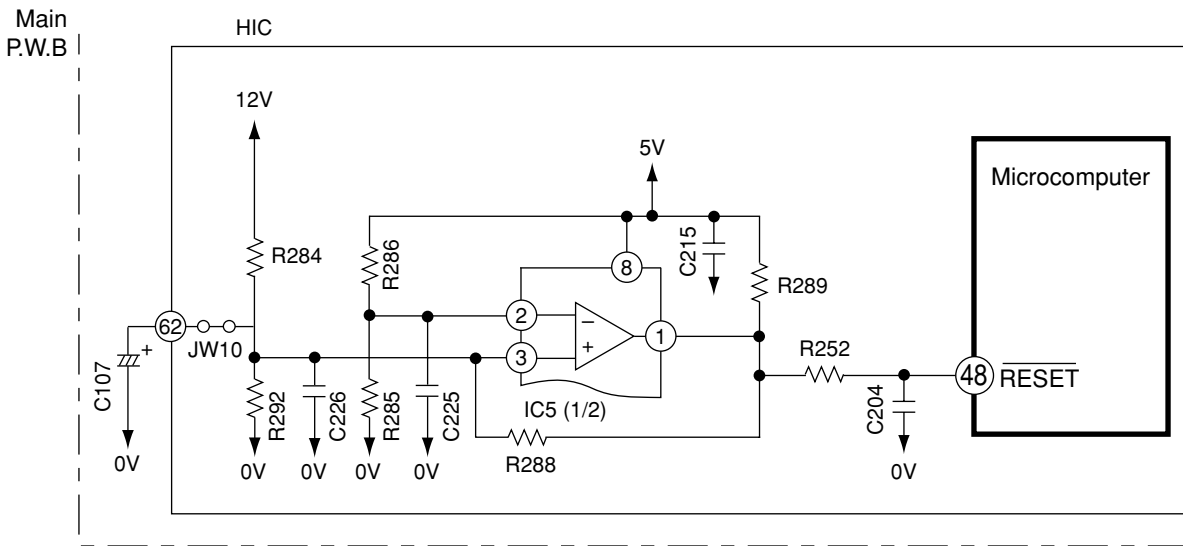 Main
P.W.B
HIC
12V
5V
Microcomputer
R284
R286
8
C215
R289
62
JW10
2
–
1
+
3
+
R252
48
RESET
C107
R292
C226
R285
C225
IC5 (1/2)
C204
R288
0V
0V
0V
0V
0V
0V